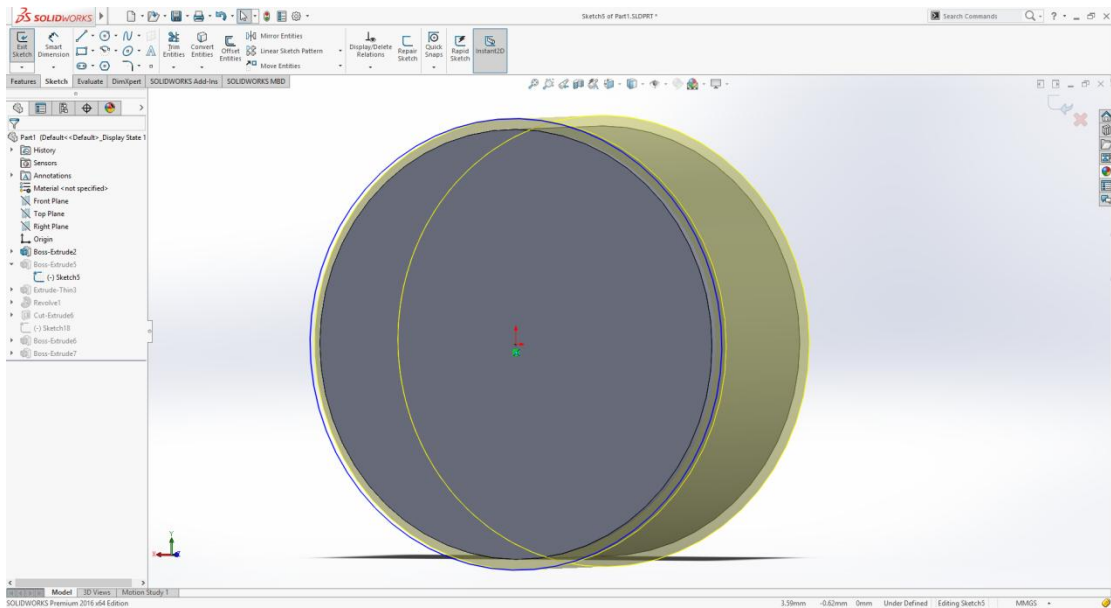 SOLIDWORKS
Sketch5 of Part1.SLDPRT *
Search Commands
Exit Sketch
Smart Dimension
Trim Entities
Convert Entities
Offset Entities
Mirror Entities
Linear Sketch Pattern
Move Entities
Display/Delete Relations
Repair Sketch
Quick Snaps
Rapid Sketch
Instant2D
Features Sketch Evaluate DimXpert SOLIDWORKS Add-Ins SOLIDWORKS MBD
Part1 (Default<<Default>_Display State 1
History
Sensors
Annotations
Material <not specified>
Front Plane
Top Plane
Right Plane
Origin
Boss-Extrude2
Boss-Extrude5
(-) Sketch5
Extrude-Thin3
Revolve1
Cut-Extrude6
(-) Sketch18
Boss-Extrude6
Boss-Extrude7
Y
X
Model 3D Views Motion Study 1
SOLIDWORKS Premium 2016 x64 Edition
3.59mm -0.62mm 0mm Under Defined Editing Sketch5 MMGS